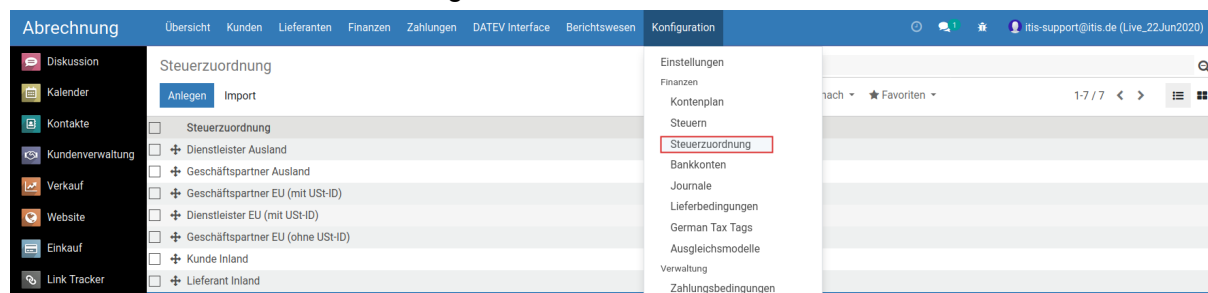 Abrechnung Übersicht Kunden Lieferanten Finanzen Zahlungen DATEV Interface Berichtswesen Konfiguration 1 itis-support@itis.de (Live_22Jun2020)
Diskussion
Kalender
Kontakte
Kundenverwaltung
Verkauf
Website
Einkauf
Link Tracker
Steuerzuordnung
Anlegen Import nach Favoriten 1-7 / 7
Steuerzuordnung
Dienstleister Ausland
Geschäftspartner Ausland
Geschäftspartner EU (mit USt-ID)
Dienstleister EU (mit USt-ID)
Geschäftspartner EU (ohne USt-ID)
Kunde Inland
Lieferant Inland
Einstellungen
Finanzen
Kontenplan
Steuern
Steuerzuordnung
Bankkonten
Journale
Lieferbedingungen
German Tax Tags
Ausgleichsmodelle
Verwaltung
Zahlungsbedingungen